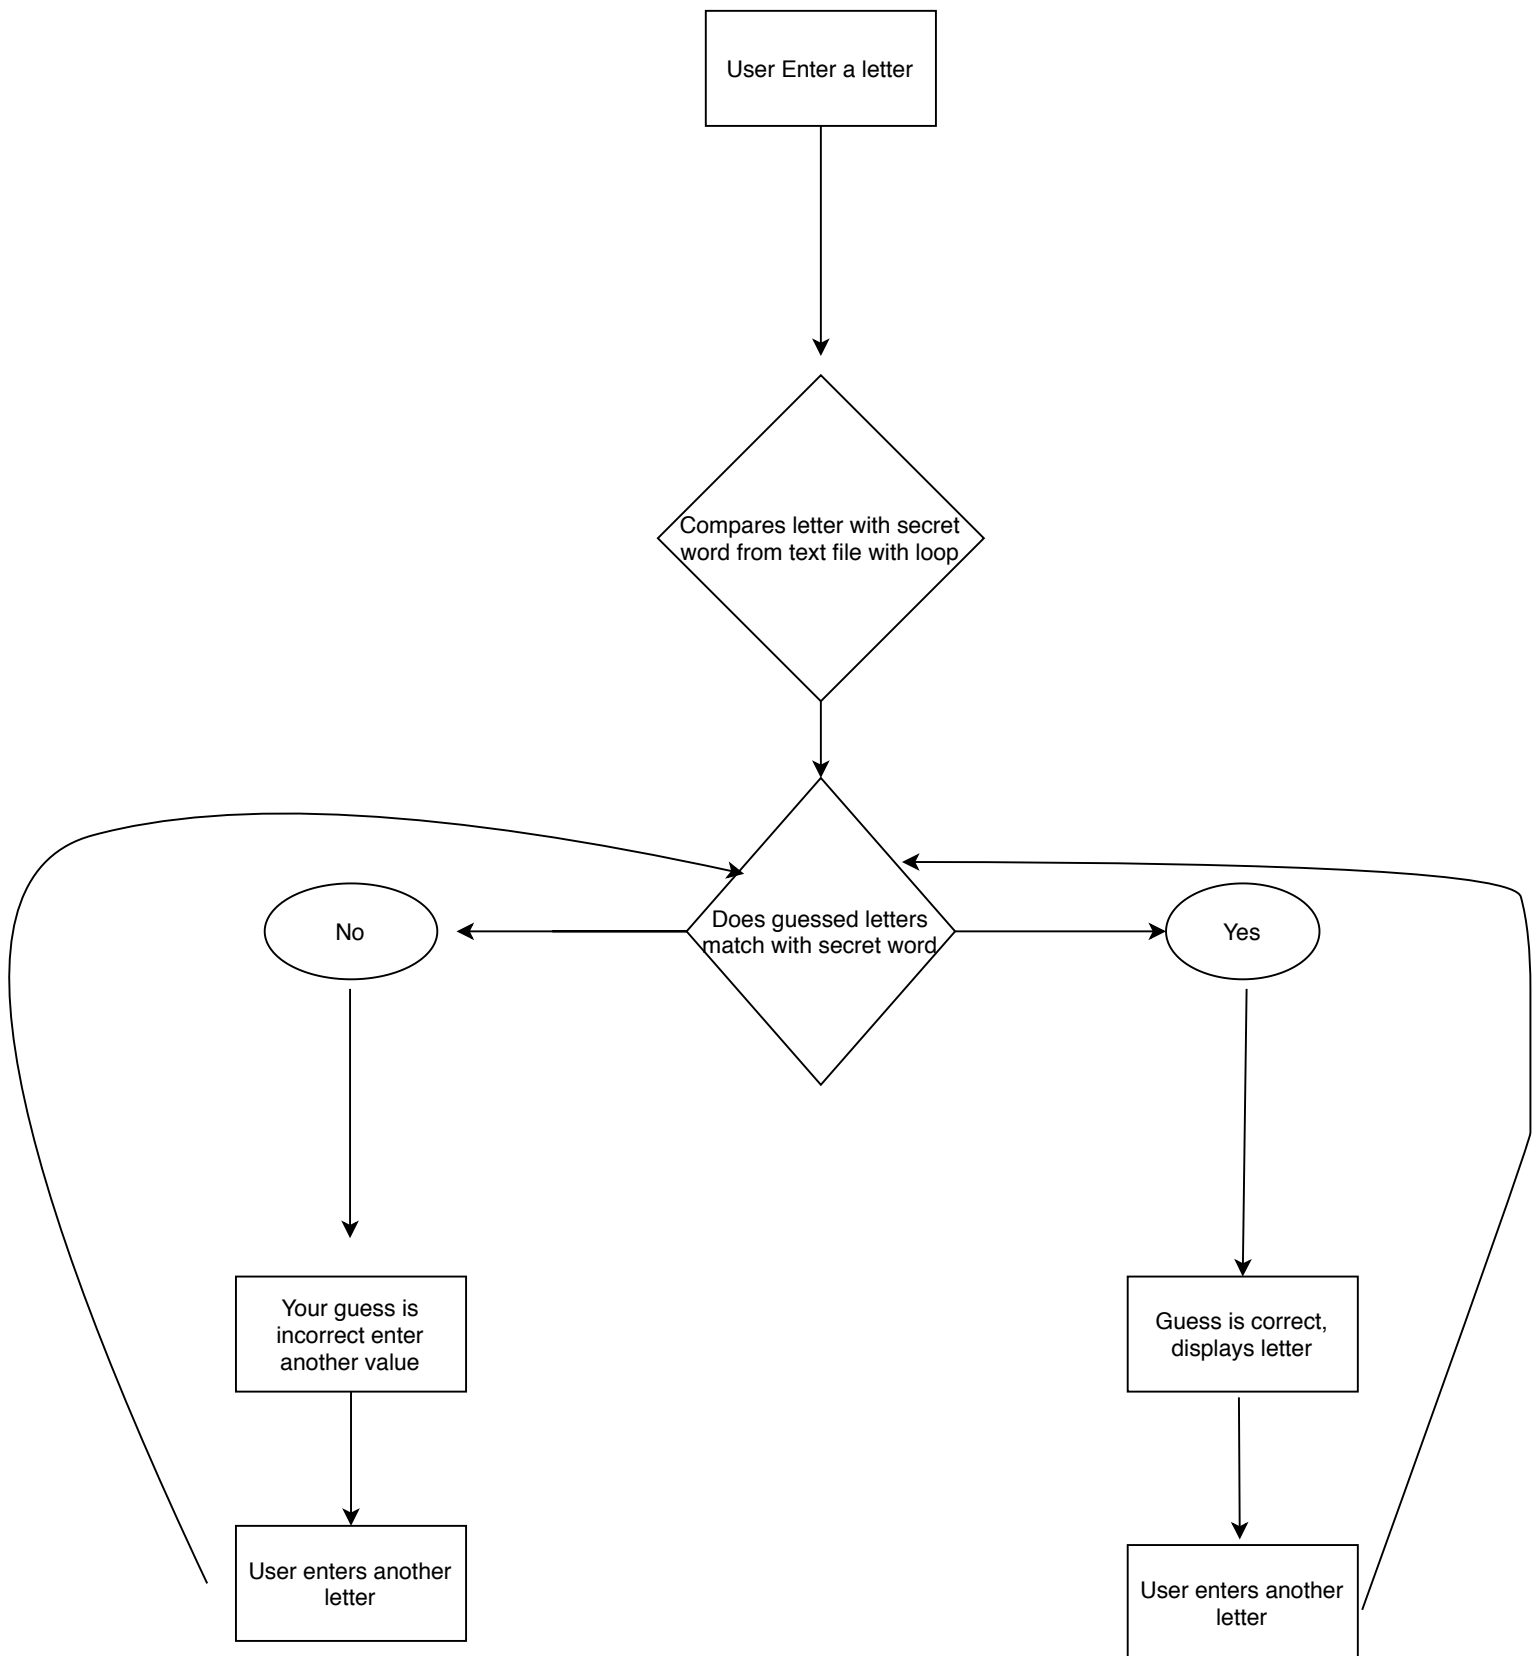 User Enter a letter
Compares letter with secret
word from text file with loop
Does guessed letters
match with secret word
No
Yes
Your guess is
incorrect enter
another value
Guess is correct,
displays letter
User enters another
letter
User enters another
letter